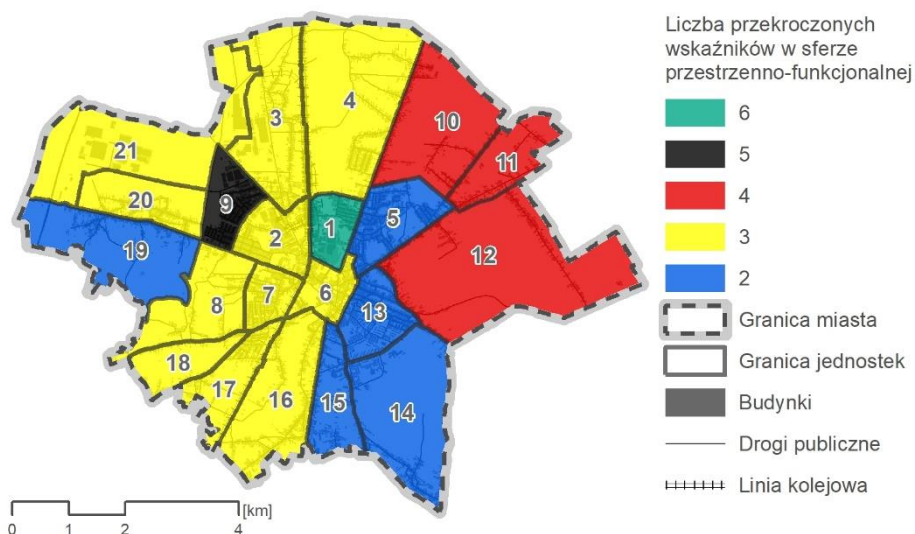 Liczba przekroczonych
wskaźników w sferze
przestrzenno-funkcjonalnej
6
5
4
3
2
Granica miasta
Granica jednostek
Budynki
Drogi publiczne
Linia kolejowa
4
3
10
11
21
20
9
2
1
5
19
12
8
7
6
13
18
17
16
15
14
[km]
0 1 2 4